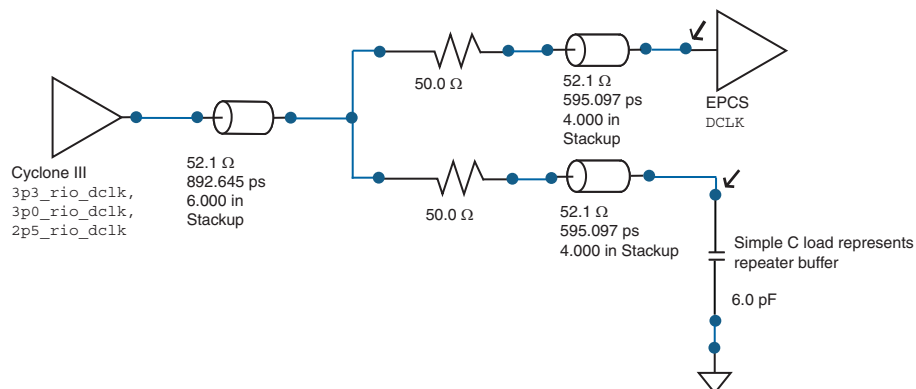 Cyclone III
3p3_rio_dclk,
3p0_rio_dclk,
2p5_rio_dclk
52.1 Ω
892.645 ps
6.000 in
Stackup
50.0 Ω
52.1 Ω
595.097 ps
4.000 in
Stackup
EPCS
DCLK
50.0 Ω
52.1 Ω
595.097 ps
4.000 in Stackup
Simple C load represents
repeater buffer
6.0 pF